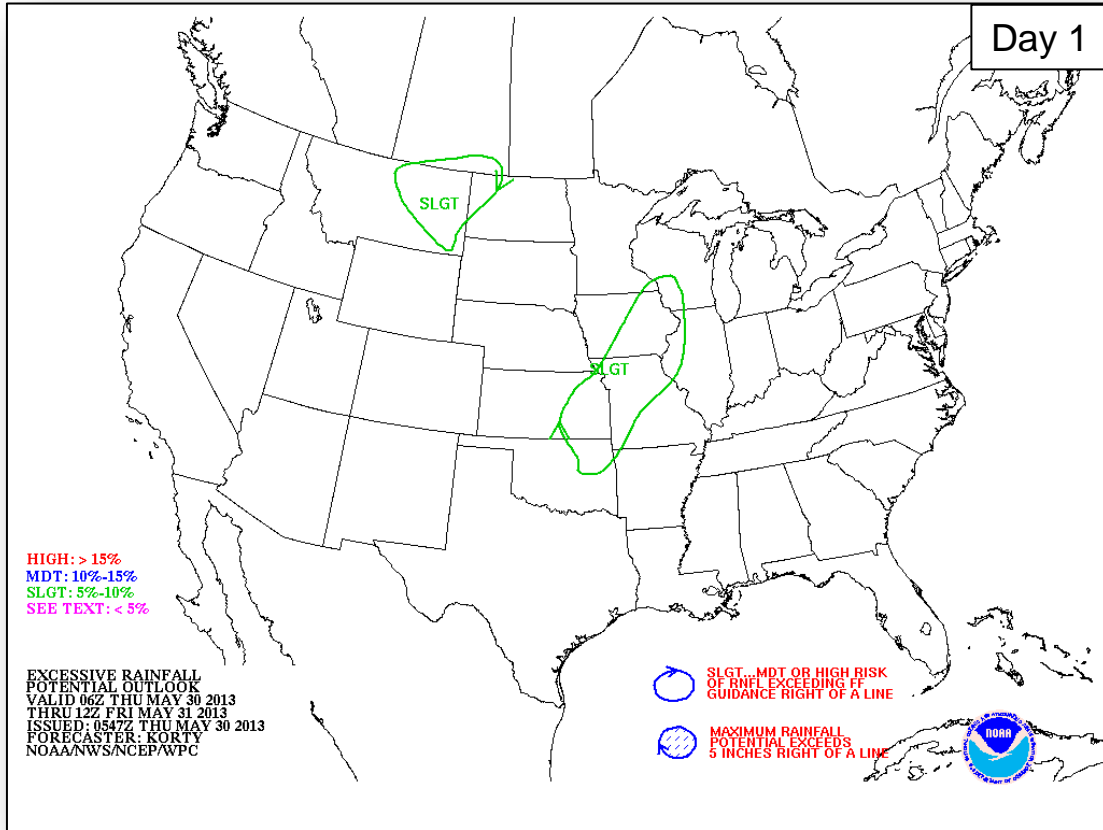 Day 1
SLGT
SLGT
HIGH: > 15%
MDT: 10%-15%
SLGT: 5%-10%
SEE TEXT: < 5%
EXCESSIVE RAINFALL
POTENTIAL OUTLOOK
VALID 06Z THU MAY 30 2013
THRU 12Z FRI MAY 31 2013
ISSUED: 0547Z THU MAY 30 2013
FORECASTER: KORTY
NOAA/NWS/NCEP/WPC
SLGT...MDT OR HIGH RISK
OF RNFL EXCEEDING FF
GUIDANCE RIGHT OF A LINE
MAXIMUM RAINFALL
POTENTIAL EXCEEDS
5 INCHES RIGHT OF A LINE
NOAA